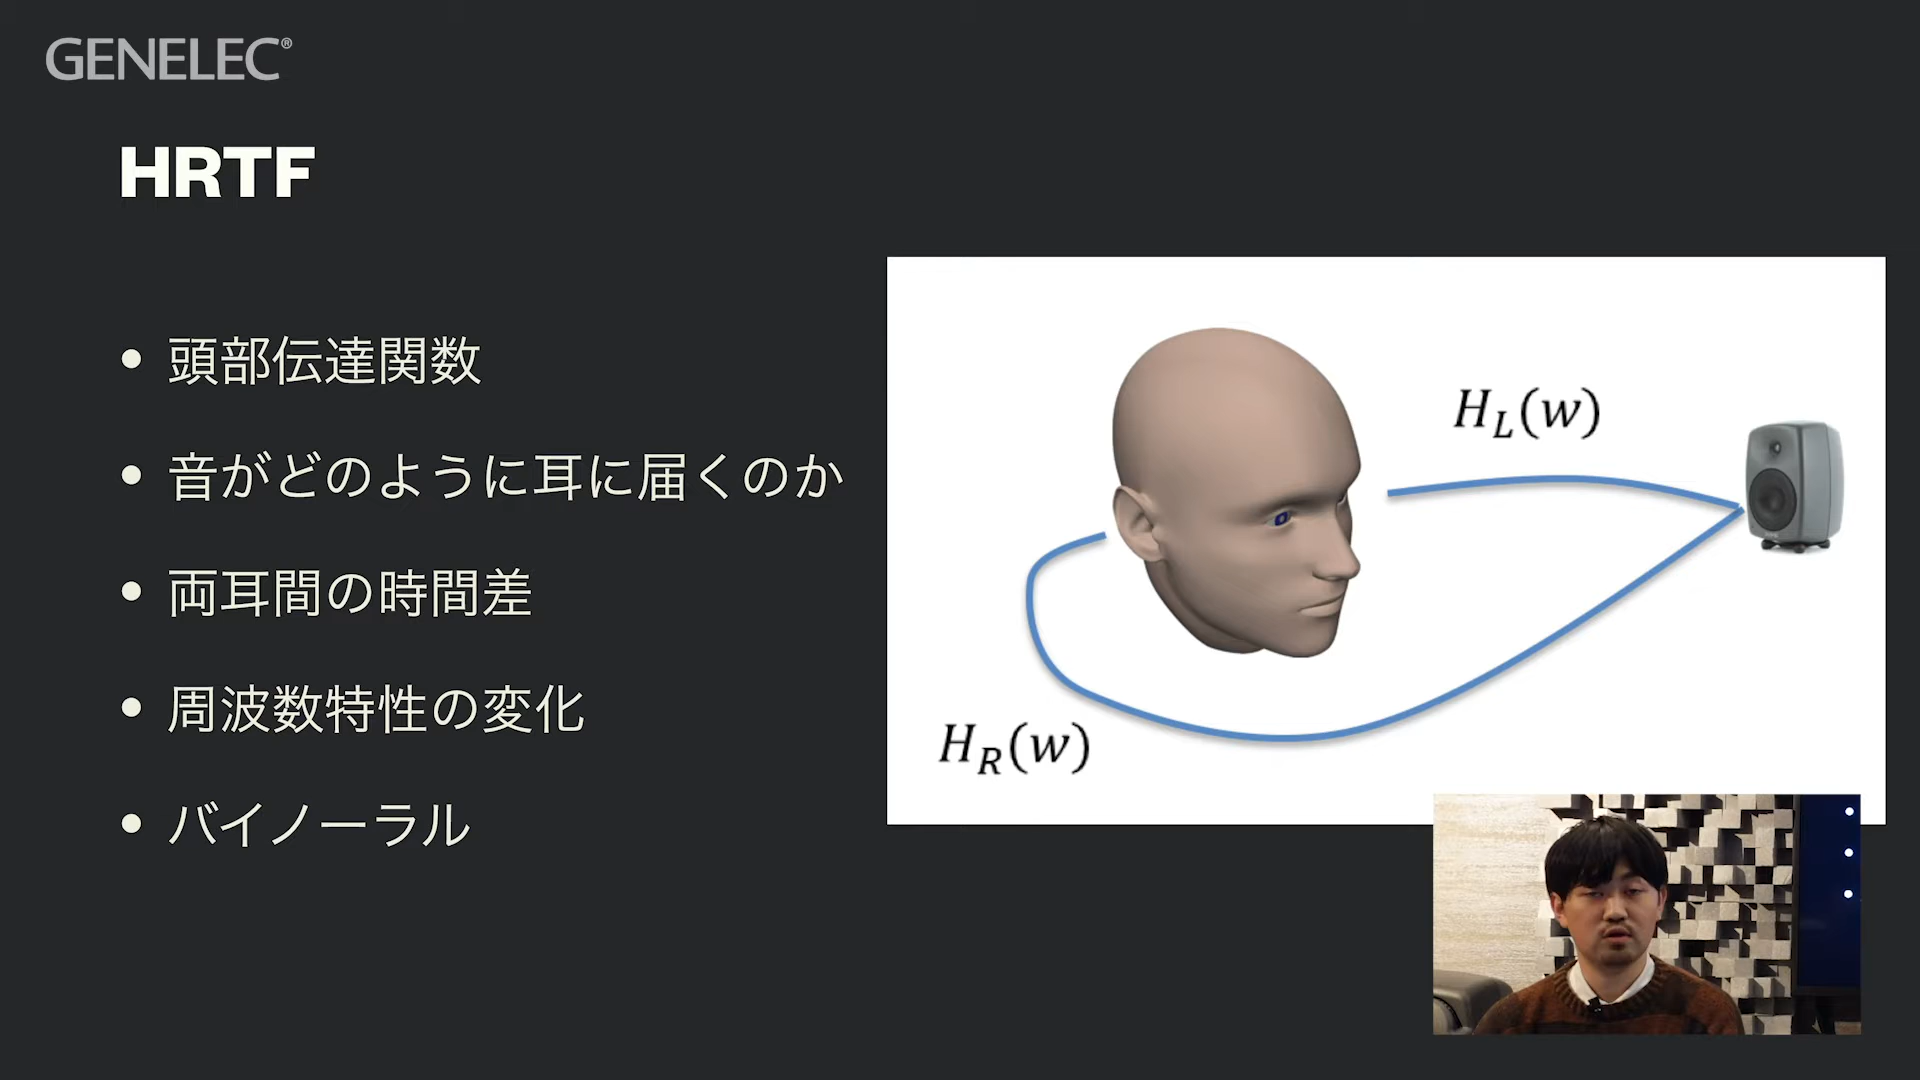 GENELEC®
HRTF
• 頭部伝達関数
• 音がどのように耳に届くのか
• 両耳間の時間差
• 周波数特性の変化
• バイノーラル
H_L(w)
H_R(w)